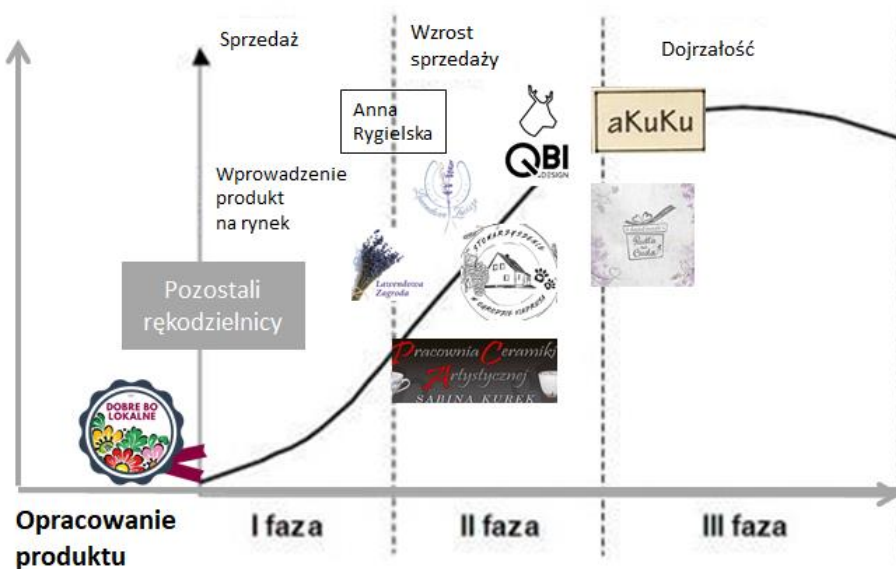 Sprzedaż
Wzrost
sprzedaży
Dojrzałość
Anna
Rygielska
aKuKu
QBI
DESIGN
Wprowadzenie
produkt
na rynek
Lawendowa
Zagroda
STOWARZYSZENIE
Pozostali
rękodzielnicy
Pracownia Ceramiki
Artystycznej
SABINA KUREK
DOBRE BO
LOKALNE
Opracowanie
produktu
I faza
II faza
III faza